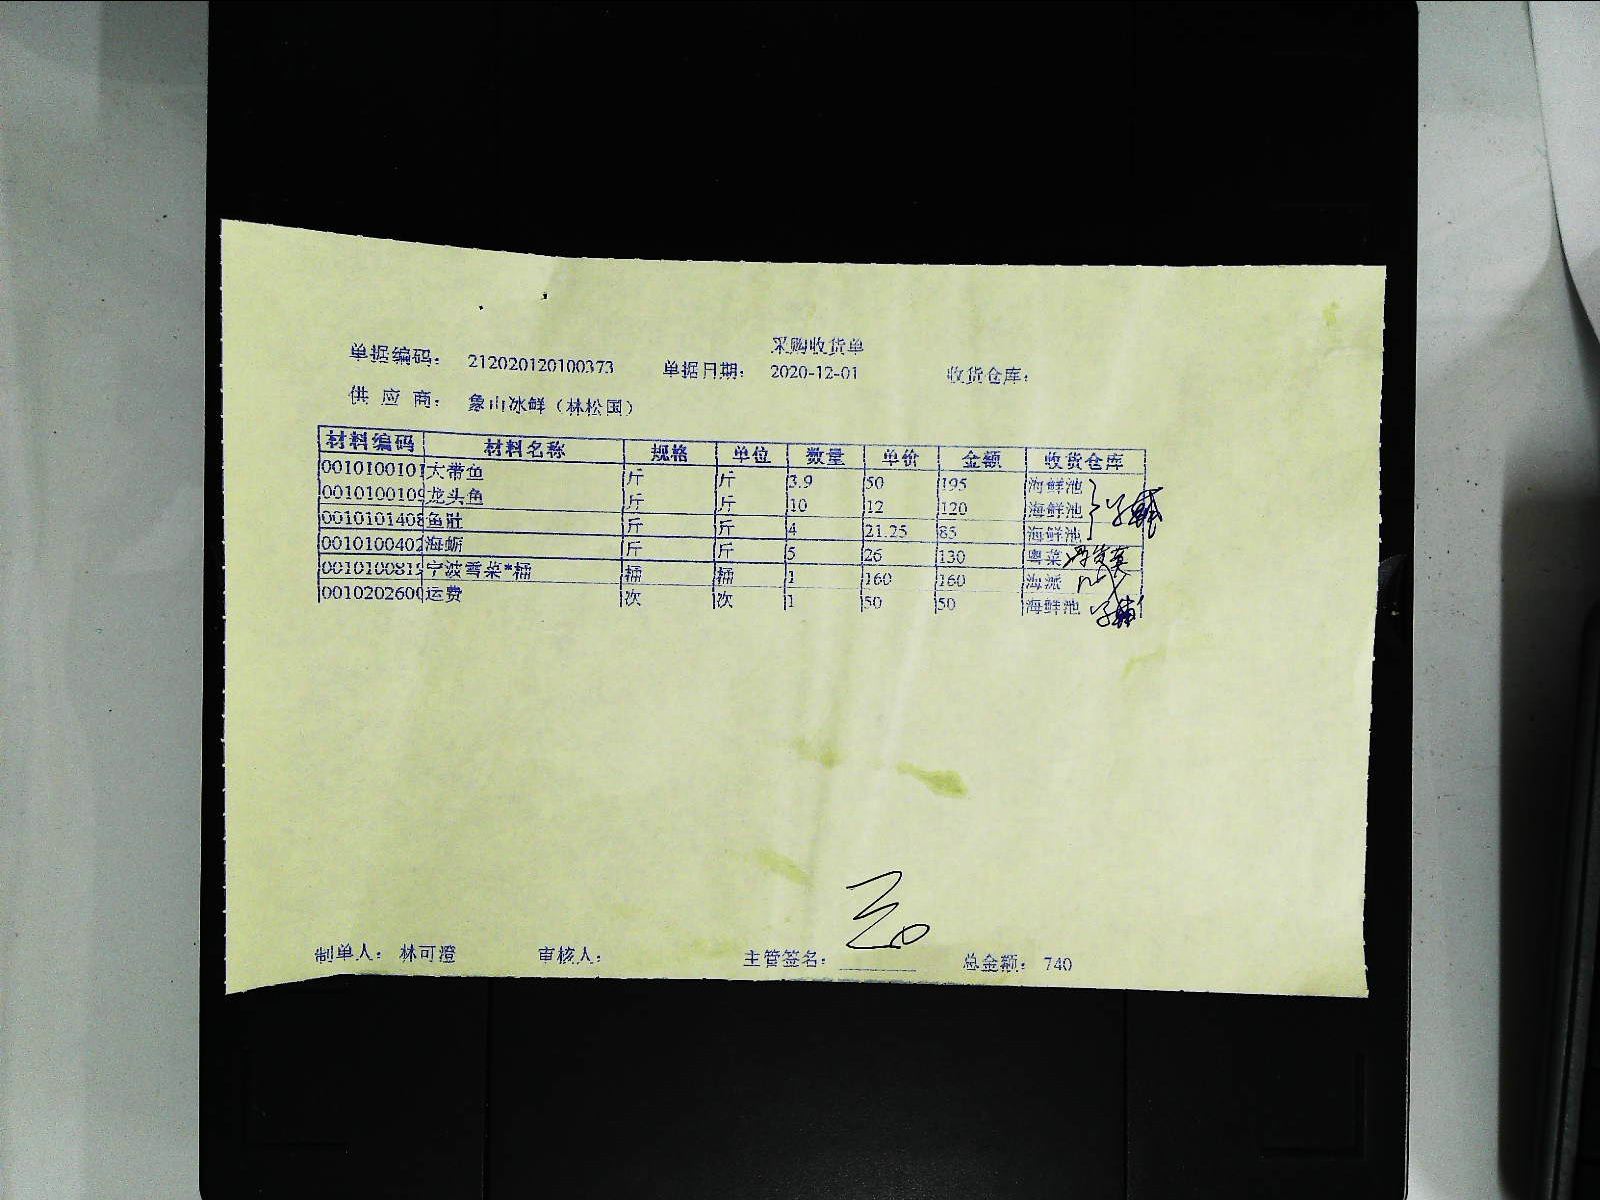 采购收货单
单据编码： 212020120100373 单据日期： 2020-12-01 收货仓库：
供 应 商： 象山冰鲜（林松国）
材料编码 材料名称 规格 单位 数量 单价 金额 收货仓库
0010100101 大带鱼 斤 斤 3.9 50 195 海鲜池
0010100109 龙头鱼 斤 斤 10 12 120 海鲜池
0010101408 鱼肚 斤 斤 4 21.25 85 海鲜池
0010100402 海蛎 斤 斤 5 26 130 粤菜
0010100819 宁波雪菜*桶 桶 桶 1 160 160 海派
0010202600 运费 次 次 1 50 50 海鲜池
制单人： 林可澄 审核人： 主管签名： 总金额： 740